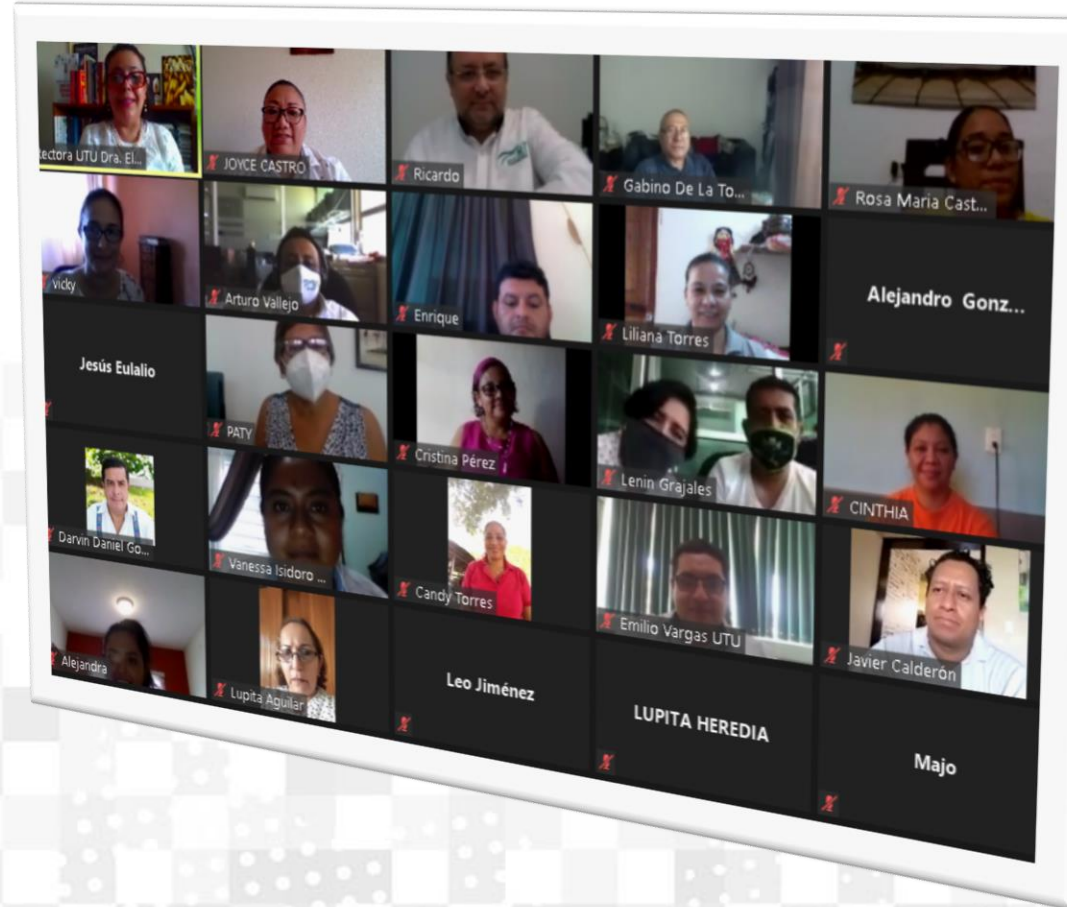 ectora UTU Dra. El...
JOYCE CASTRO
Ricardo
Gabino De La To...
Rosa Maria Cast...
vicky
Arturo Vallejo
Enrique
Liliana Torres
Alejandro Gonz...
Jesús Eulalio
PATY
Cristina Pérez
Lenin Grajales
CINTHIA
Darvin Daniel Go...
Vanessa Isidoro ...
Candy Torres
Emilio Vargas UTU
Javier Calderón
Alejandra
Lupita Aguilar
Leo Jiménez
LUPITA HEREDIA
Majo